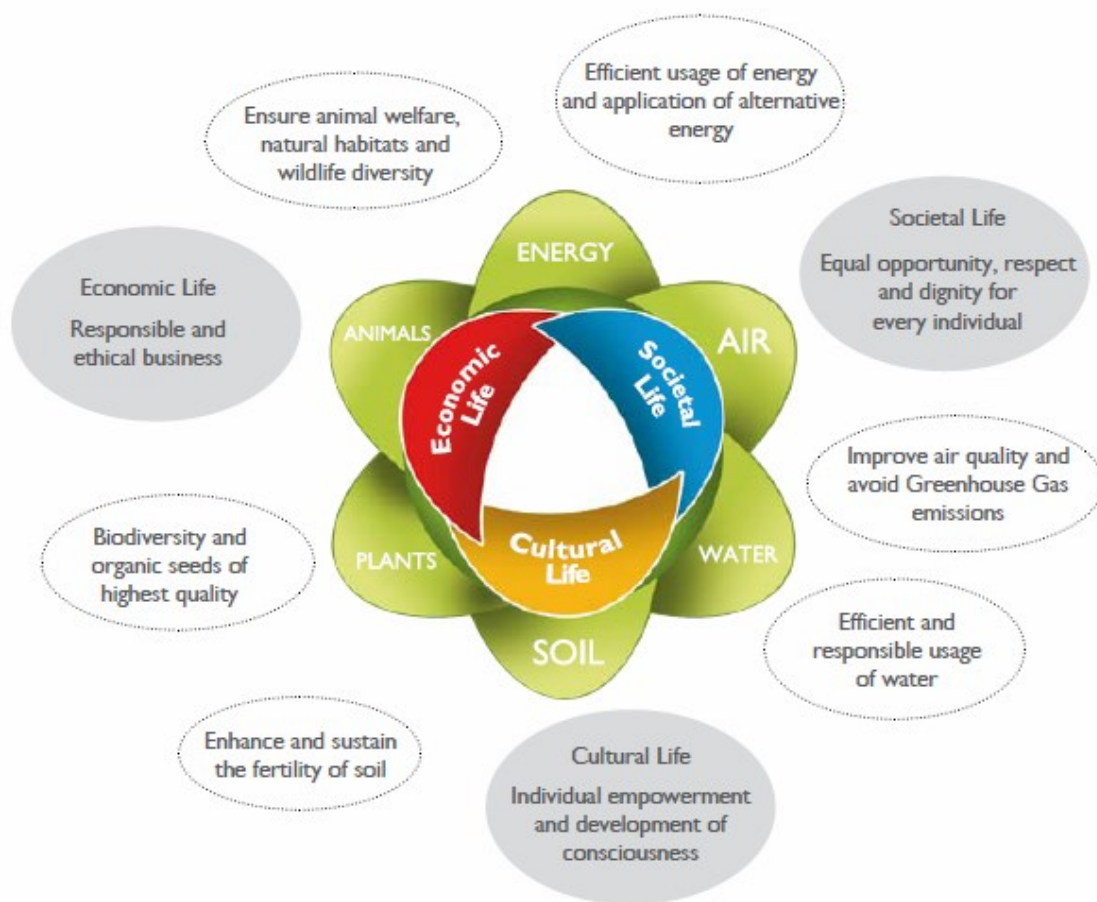 Efficient usage of energy
and application of alternative
energy
Ensure animal welfare,
natural habitats and
wildlife diversity
Societal Life
Equal opportunity, respect
and dignity for
every individual
Economic Life
Responsible and
ethical business
ENERGY
ANIMALS
AIR
Economic
Life
Societal
Life
Cultural
Life
PLANTS
WATER
SOIL
Improve air quality and
avoid Greenhouse Gas
emissions
Biodiversity and
organic seeds of
highest quality
Efficient and
responsible usage
of water
Enhance and sustain
the fertility of soil
Cultural Life
Individual empowerment
and development of
consciousness